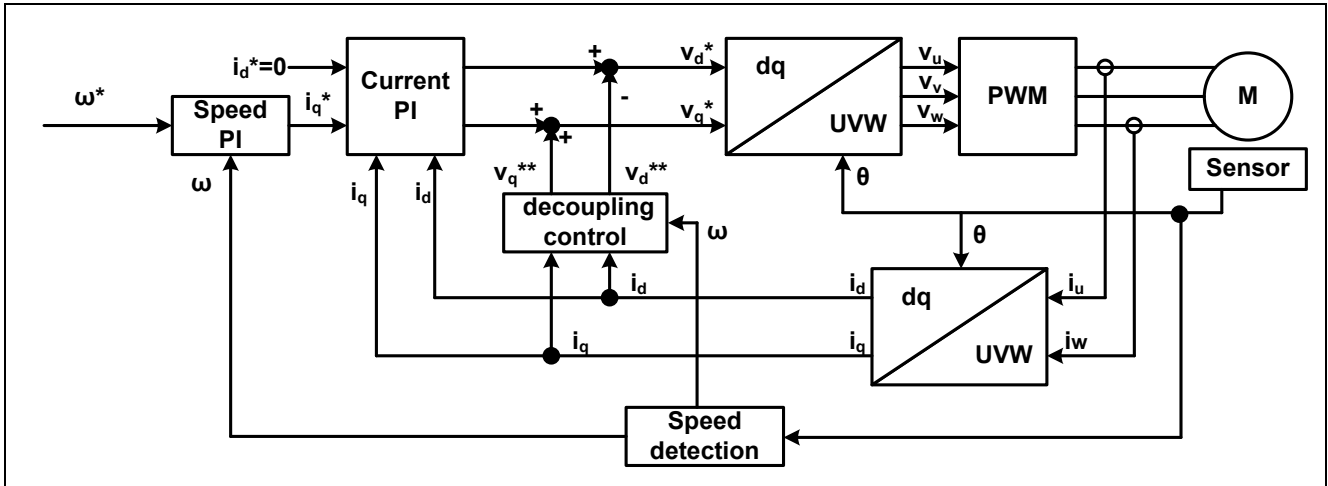 ω*
Speed
PI
ω
i_q*
i_d*=0
Current
PI
i_q
i_d
+
-
+
+
v_q**
v_d**
decoupling
control
ω
v_d*
v_q*
dq
UVW
θ
v_u
v_v
v_w
PWM
M
Sensor
θ
i_d
i_d
i_q
i_q
dq
UVW
i_u
iw
Speed
detection